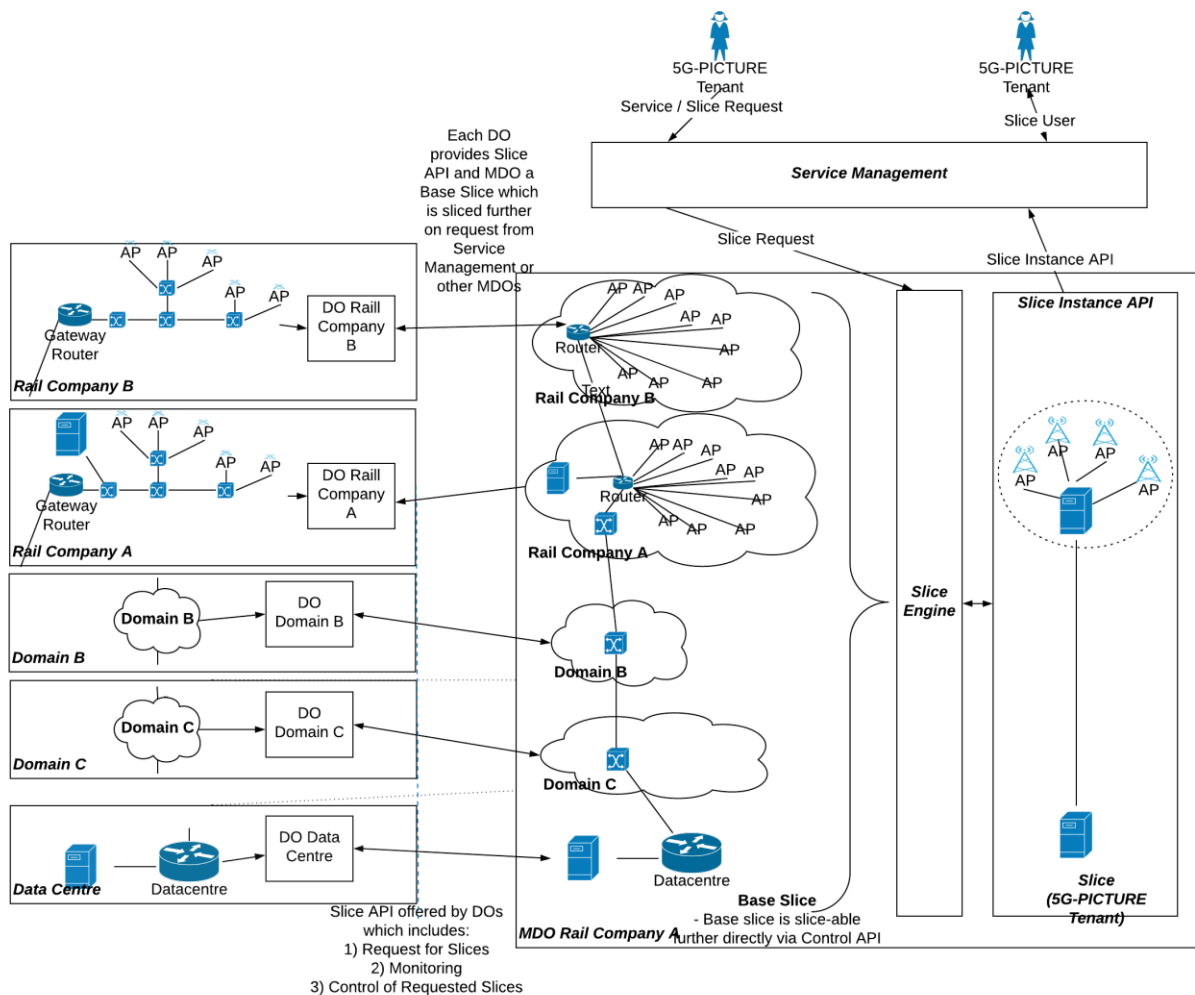 5G-PICTURE
Tenant
Service / Slice Request
5G-PICTURE
Tenant
Slice User
Service Management
Each DO
provides Slice
API and MDO a
Base Slice which
is sliced further
on request from
Service
Management or
other MDOs
Slice Request
Slice Instance API
AP
AP
AP
AP
AP
Gateway
Router
DO Raill
Company
B
Rail Company B
AP
AP
AP
AP
AP
Gateway
Router
DO Raill
Company
A
Rail Company A
Domain B
DO
Domain B
Domain B
Domain C
DO
Domain C
Domain C
Datacentre
DO Data
Centre
Data Centre
Slice API offered by DOs
which includes:
1) Request for Slices
2) Monitoring
3) Control of Requested Slices
AP
AP
AP
AP
AP
AP
AP
AP
AP
Router
Text
Rail Company B
AP
AP
AP
AP
AP
AP
AP
AP
AP
Router
Rail Company A
Domain B
Domain C
Datacentre
Base Slice
- Base slice is slice-able
further directly via Control API
MDO Rail Company A
Slice
Engine
Slice Instance API
AP
AP
AP
AP
Slice
(5G-PICTURE
Tenant)